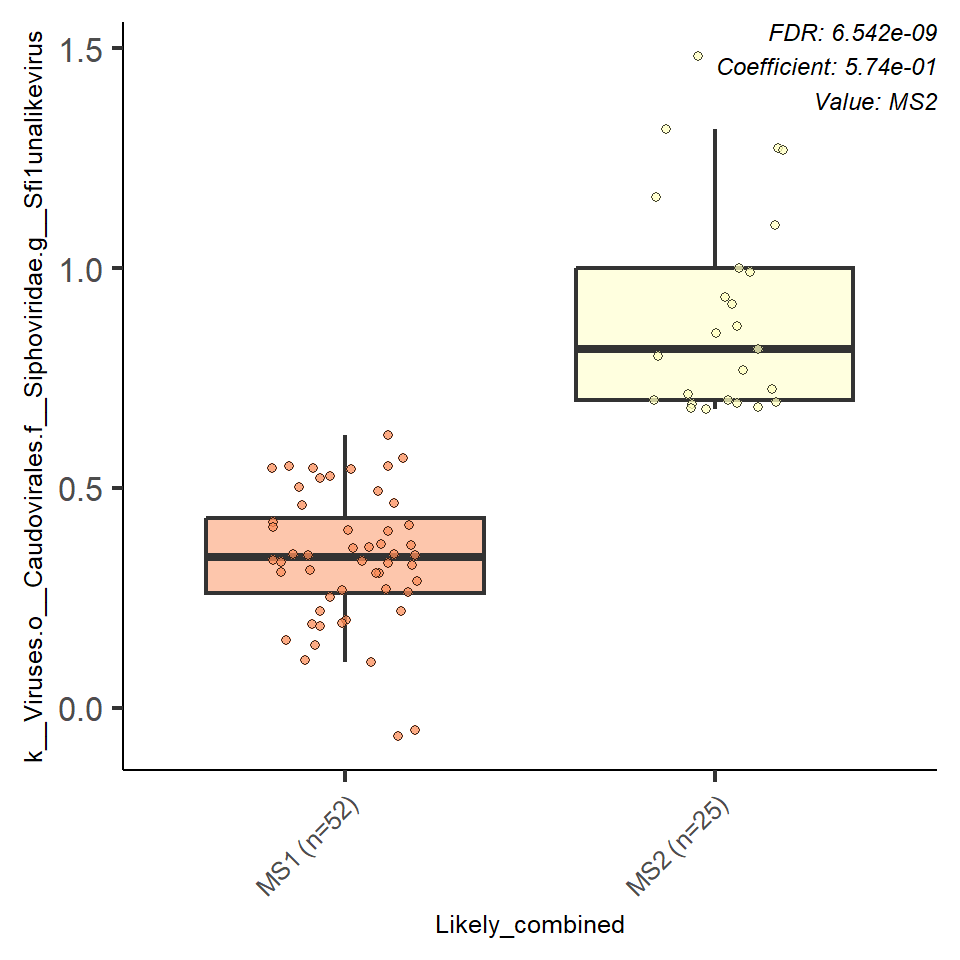 FDR: 6.542e-09
Coefficient: 5.74e-01
Value: MS2
k__Viruses.o__Caudovirales.f__Siphoviridae.g__Sfi1unalikevirus
1.5
1.0
0.5
0.0
MS1 (n=52)
MS2 (n=25)
Likely_combined